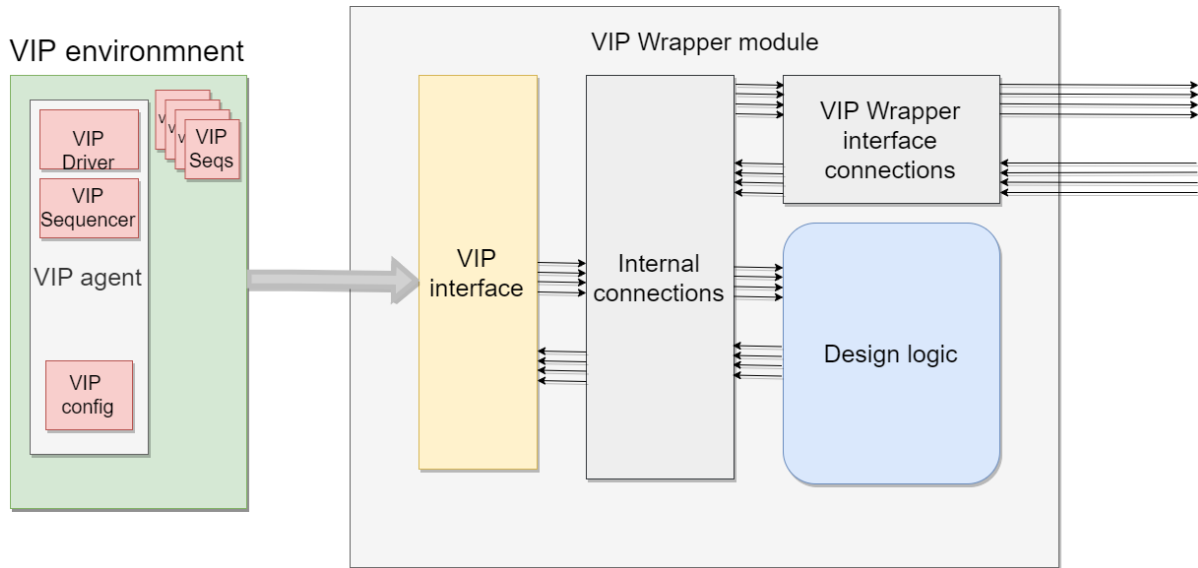 VIP environmnent
VIP
Driver
VIP
Sequencer
VIP agent
VIP
config
V
V
V
VIP
Seqs
VIP Wrapper module
VIP
interface
Internal
connections
VIP Wrapper
interface
connections
Design logic